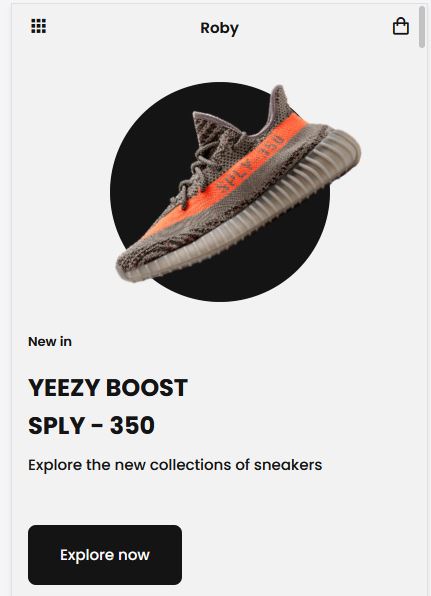 Roby
SPLY-350
New in
YEEZY BOOST
SPLY - 350
Explore the new collections of sneakers
Explore now